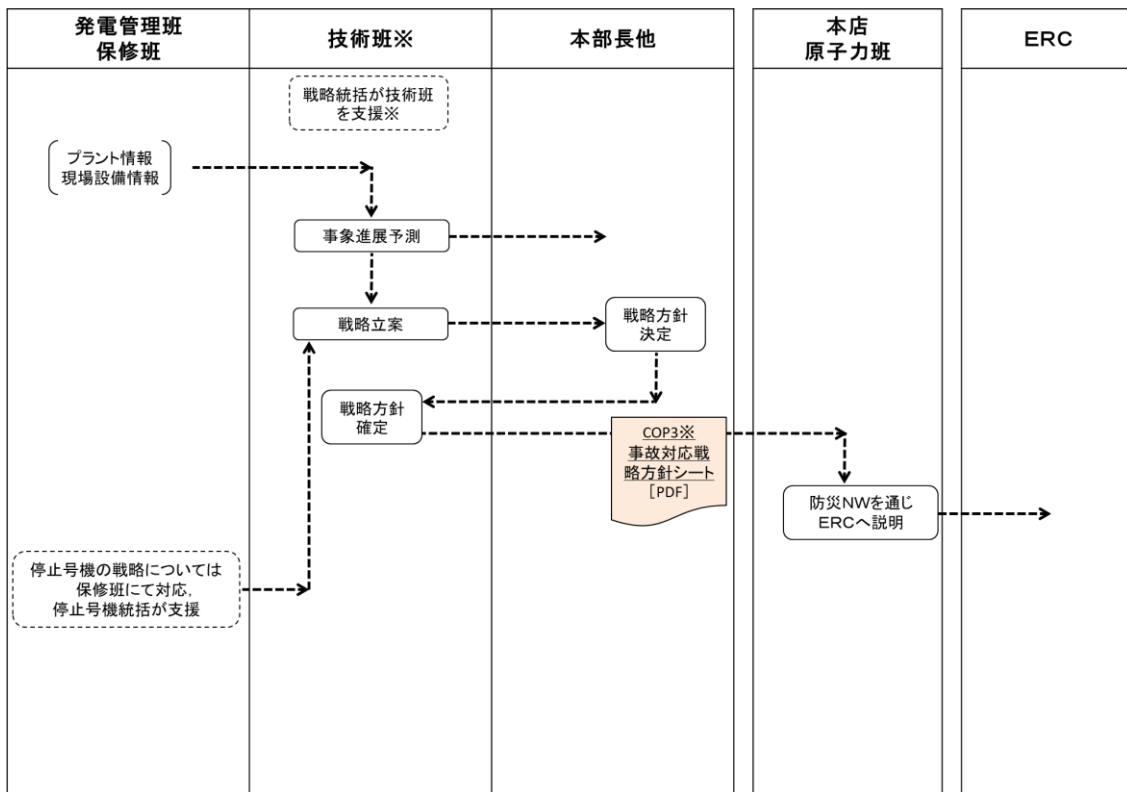 発電管理班
保修班
技術班※
本部長他
本店
原子力班
ERC
戦略統括が技術班
を支援※
プラント情報
現場設備情報
事象進展予測
戦略立案
戦略方針
決定
戦略方針
確定
COP3※
事故対応戦
略方針シート
［PDF］
防災NWを通じ
ERCへ説明
停止号機の戦略については
保修班にて対応,
停止号機統括が支援